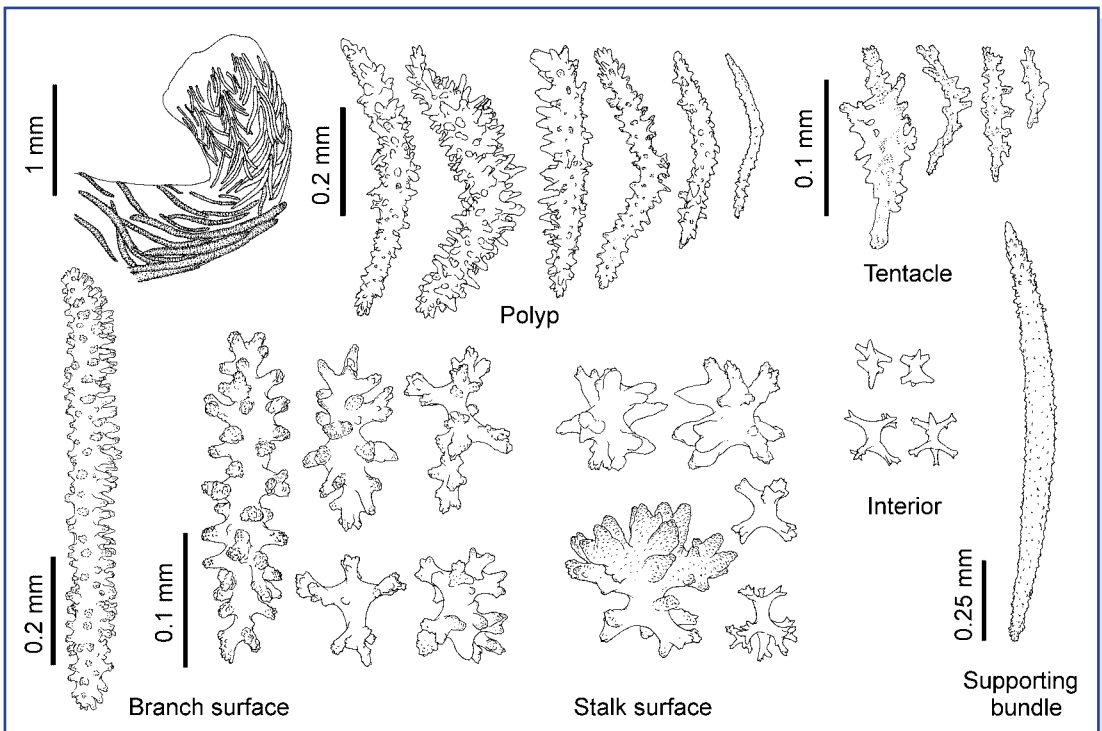 1 mm
0.2 mm
0.1 mm
Tentacle
Polyp
Interior
0.2 mm
0.1 mm
0.25 mm
Branch surface
Stalk surface
Supporting
bundle